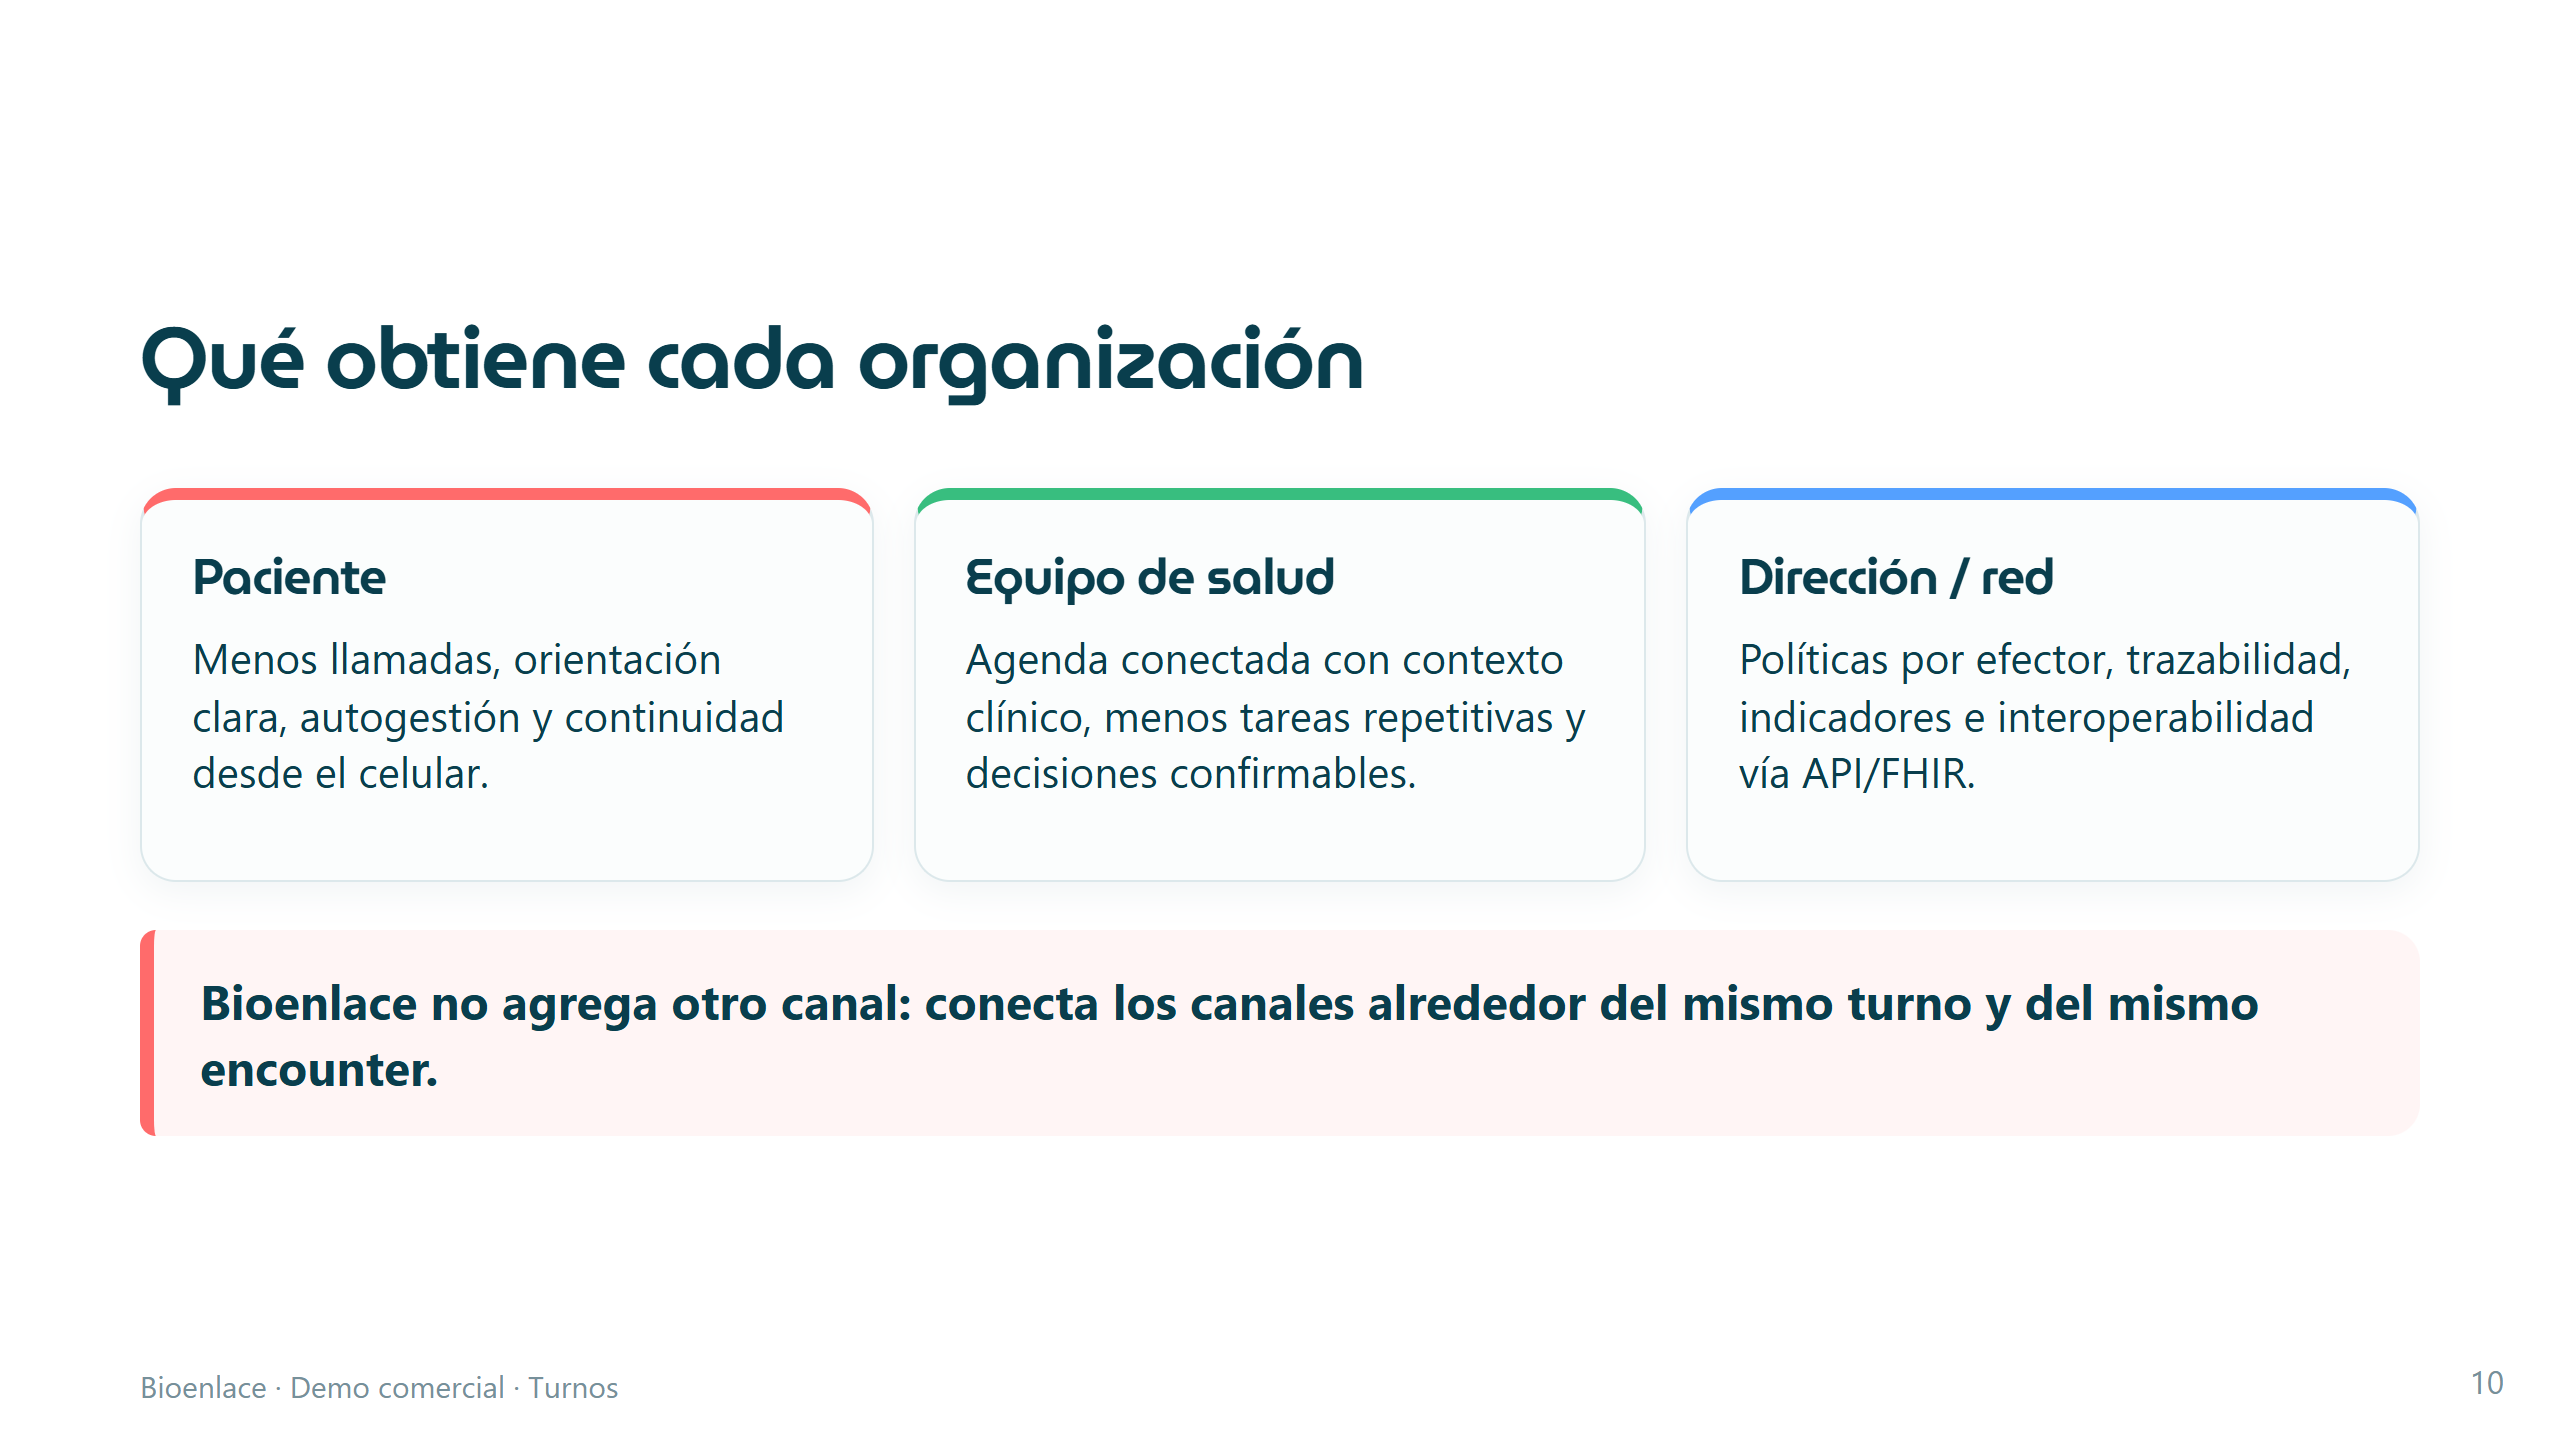 Qué obtiene cada organización
Paciente
Menos llamadas, orientación
clara, autogestión y continuidad
desde el celular.
Equipo de salud
Agenda conectada con contexto
clínico, menos tareas repetitivas y
decisiones confirmables.
Dirección / red
Políticas por efector, trazabilidad,
indicadores e interoperabilidad
vía API/FHIR.
Bioenlace no agrega otro canal: conecta los canales alrededor del mismo turno y del mismo
encounter.
Bioenlace · Demo comercial · Turnos
10